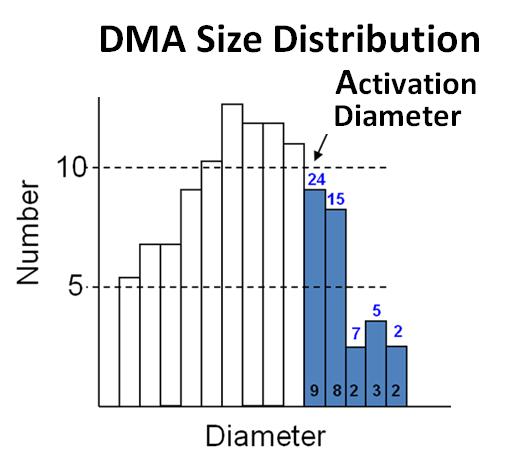 DMA Size Distribution
Activation
Diameter
10
24
15
Number
5
5
7
2
9 8 2 3 2
Diameter